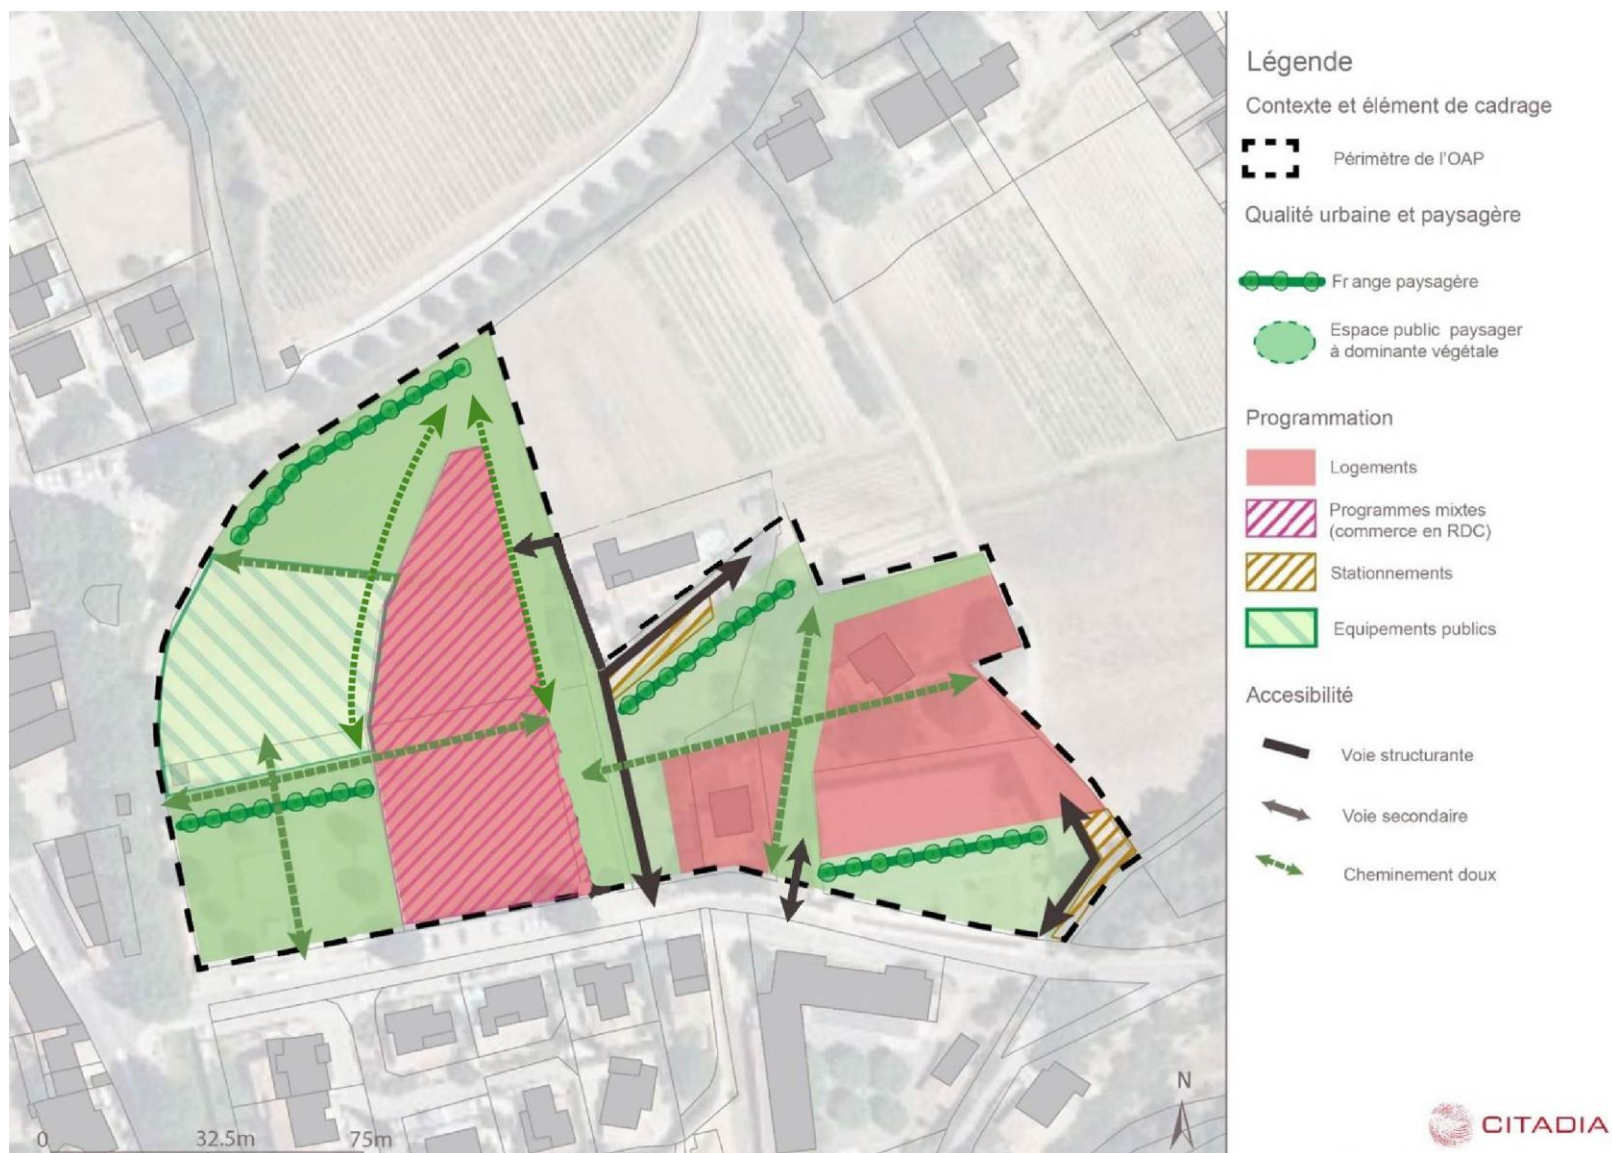 Légende
Contexte et élément de cadrage
Périmètre de l'OAP
Qualité urbaine et paysagère
Fr ange paysagère
Espace public paysager
à dominante végétale
Programmation
Logements
Programmes mixtes
(commerce en RDC)
Stationnements
Equipements publics
Accesibilité
Voie structurante
Voie secondaire
Cheminement doux
N
0 32.5m 75m
CITADIA